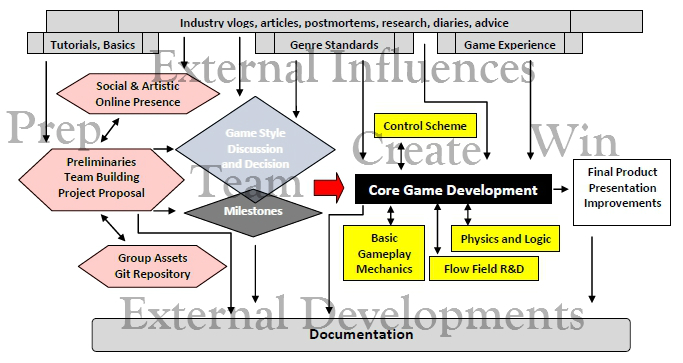 Industry vlogs, articles, postmortems, research, diaries, advice
Tutorials, Basics
Genre Standards
Game Experience
External Influences
Social & Artistic
Online Presence
Prep
Game Style
Discussion
and Decision
Control Scheme
Create
Win
Preliminaries
Team Building
Project Proposal
Team
Milestones
Core Game Development
Final Product
Presentation
Improvements
Group Assets
Git Repository
Basic
Gameplay
Mechanics
Physics and Logic
Flow Field R&D
External Developments
Documentation